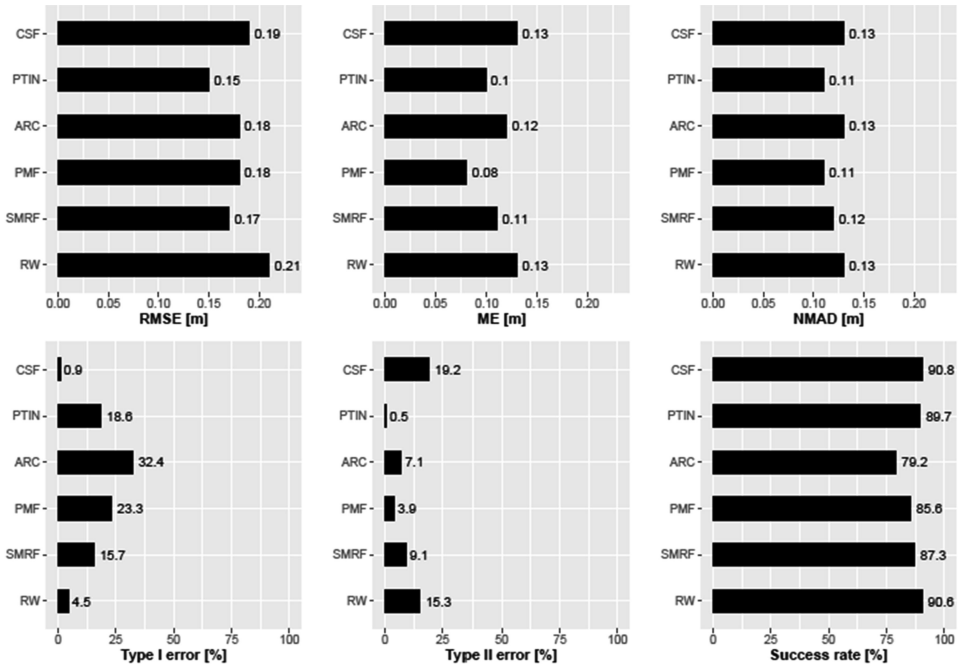 CSF 0.19
PTIN 0.15
ARC 0.18
PMF 0.18
SMRF 0.17
RW 0.21
0.00 0.05 0.10 0.15 0.20
RMSE [m]
CSF 0.13
PTIN 0.1
ARC 0.12
PMF 0.08
SMRF 0.11
RW 0.13
0.00 0.05 0.10 0.15 0.20
ME [m]
CSF 0.13
PTIN 0.11
ARC 0.13
PMF 0.11
SMRF 0.12
RW 0.13
0.00 0.05 0.10 0.15 0.20
NMAD [m]
CSF 0.9
PTIN 18.6
ARC 32.4
PMF 23.3
SMRF 15.7
RW 4.5
0 25 50 75 100
Type I error [%]
CSF 19.2
PTIN 0.5
ARC 7.1
PMF 3.9
SMRF 9.1
RW 15.3
0 25 50 75 100
Type II error [%]
CSF 90.8
PTIN 89.7
ARC 79.2
PMF 85.6
SMRF 87.3
RW 90.6
0 25 50 75 100
Success rate [%]